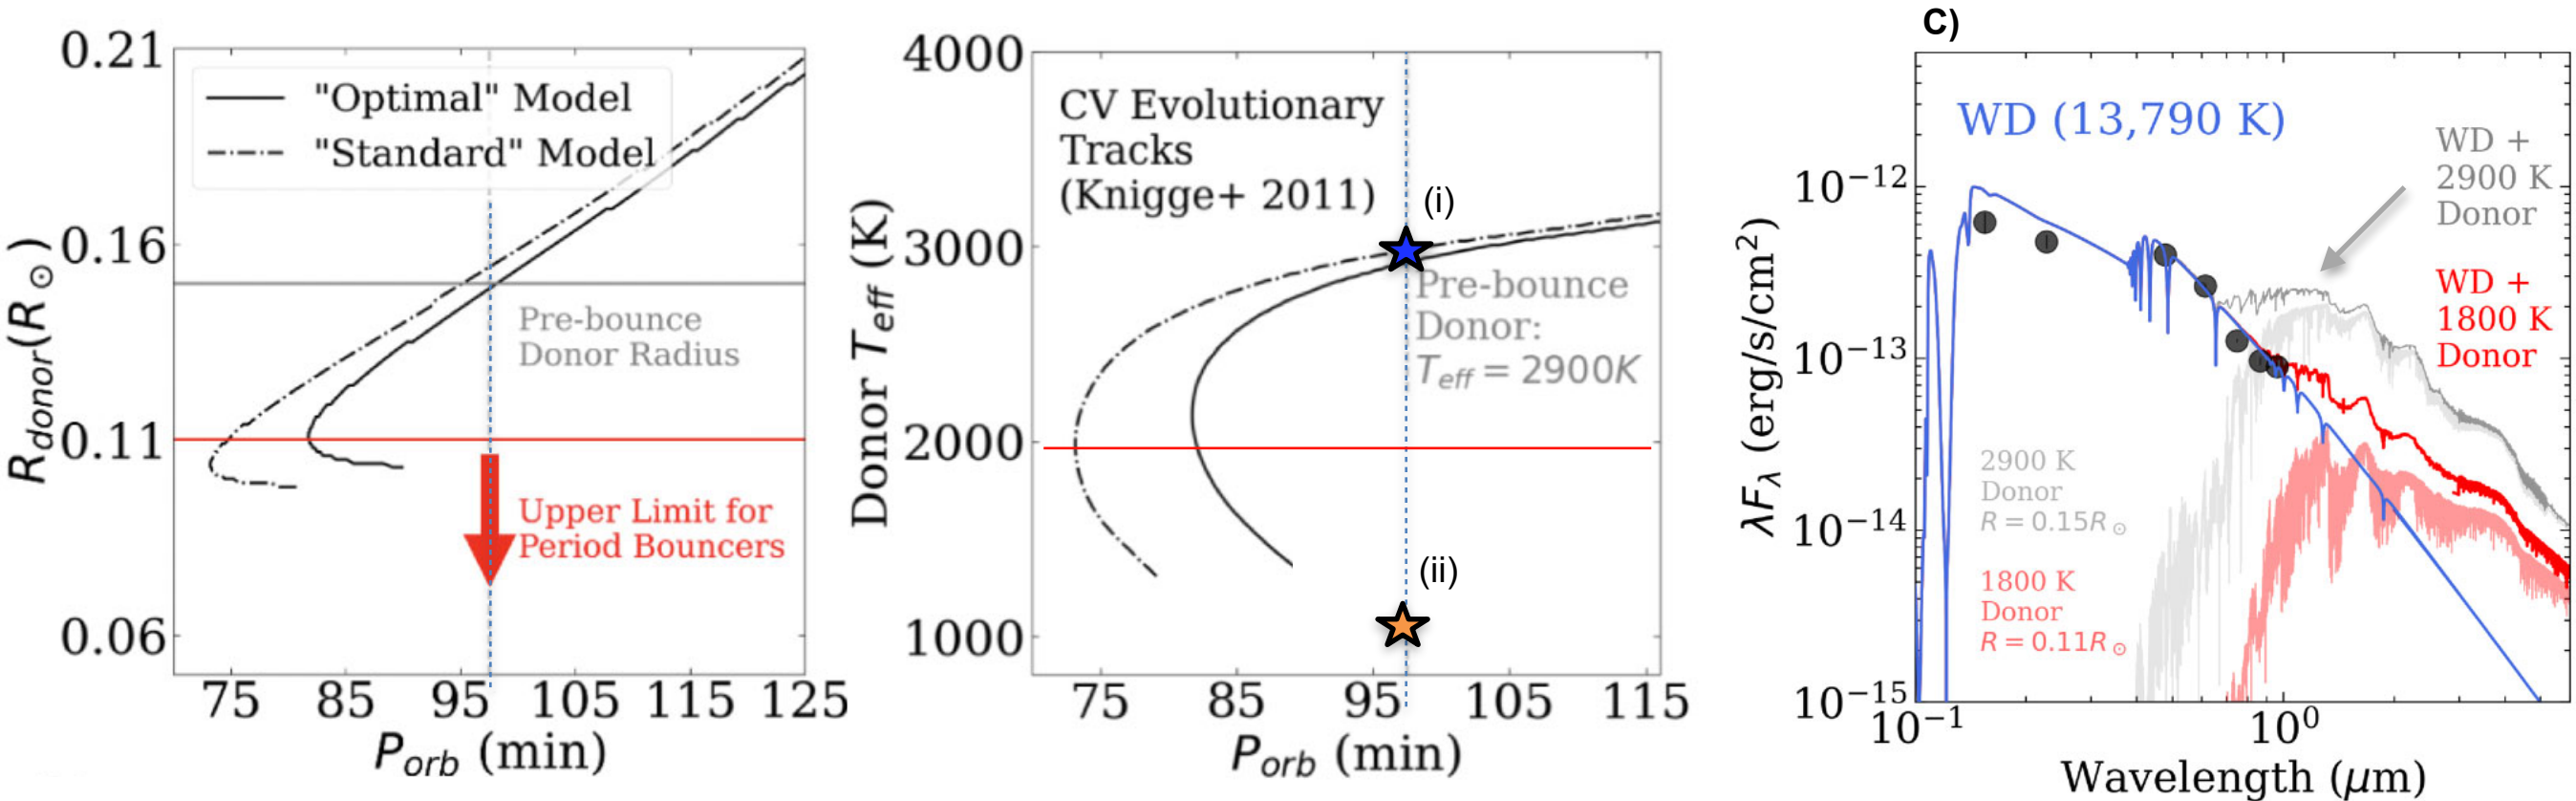 0.21
0.16
0.11
0.06
R_donor (R_⊙)
"Optimal" Model
"Standard" Model
Pre-bounce
Donor Radius
Upper Limit for
Period Bouncers
75 85 95 105 115 125
P_orb (min)
4000
3000
2000
1000
Donor T_eff (K)
CV Evolutionary
Tracks
(Knigge+ 2011)
(i)
Pre-bounce
Donor:
T_eff = 2900K
(ii)
75 85 95 105 115
P_orb (min)
C)
10^−12
10^−13
10^−14
10^−15
λF_λ (erg/s/cm^2)
WD (13,790 K)
WD +
2900 K
Donor
WD +
1800 K
Donor
2900 K
Donor
R = 0.15R_⊙
1800 K
Donor
R = 0.11R_⊙
10^−1 10^0
Wavelength (μm)